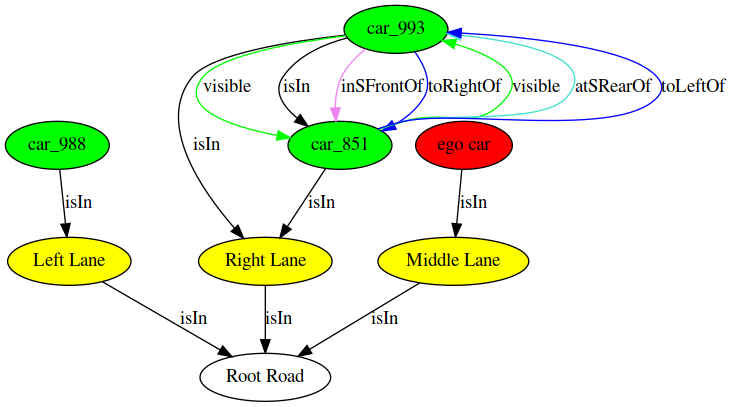 car_993
visible
isIn
inSFrontOf
toRightOf
visible
atSRearOf
toLeftOf
car_988
isIn
car_851
ego car
isIn
isIn
isIn
Left Lane
Right Lane
Middle Lane
isIn
isIn
isIn
Root Road